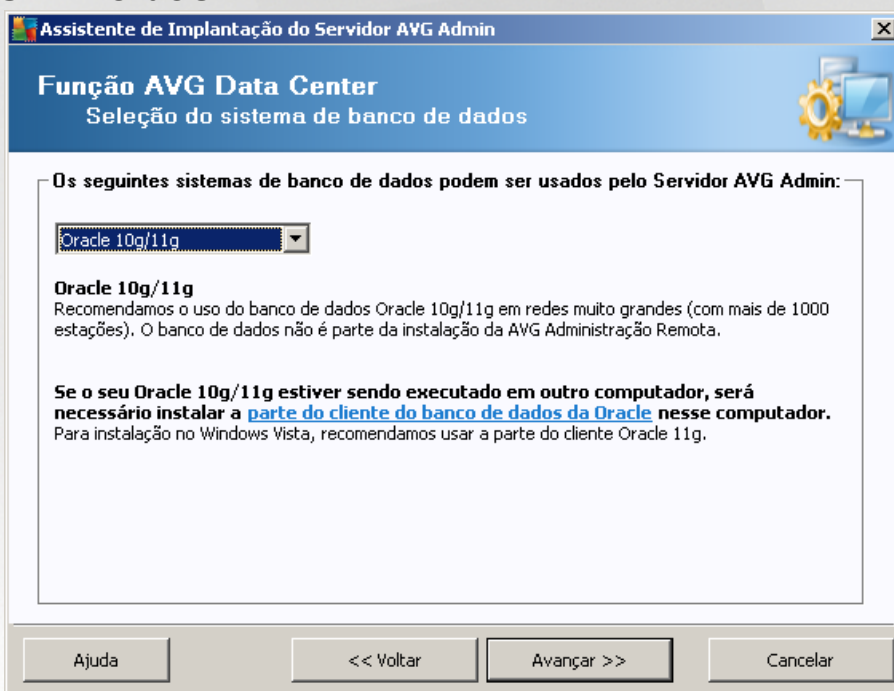 Assistente de Implantação do Servidor AVG Admin
Função AVG Data Center
Seleção do sistema de banco de dados
Os seguintes sistemas de banco de dados podem ser usados pelo Servidor AVG Admin:
Oracle 10g/11g
Oracle 10g/11g
Recomendamos o uso do banco de dados Oracle 10g/11g em redes muito grandes (com mais de 1000
estações). O banco de dados não é parte da instalação da AVG Administração Remota.
Se o seu Oracle 10g/11g estiver sendo executado em outro computador, será
necessário instalar a parte do cliente do banco de dados da Oracle nesse computador.
Para instalação no Windows Vista, recomendamos usar a parte do cliente Oracle 11g.
Ajuda
<< Voltar
Avançar >>
Cancelar